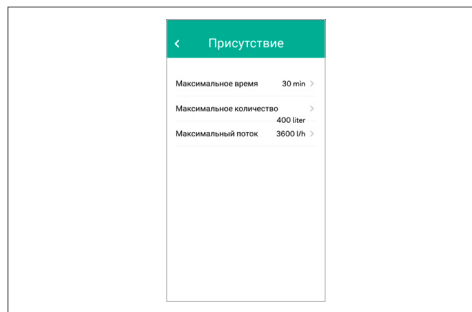 Присутствие
Максимальное время 30 min
Максимальное количество
400 liter
Максимальный поток 3600 l/h